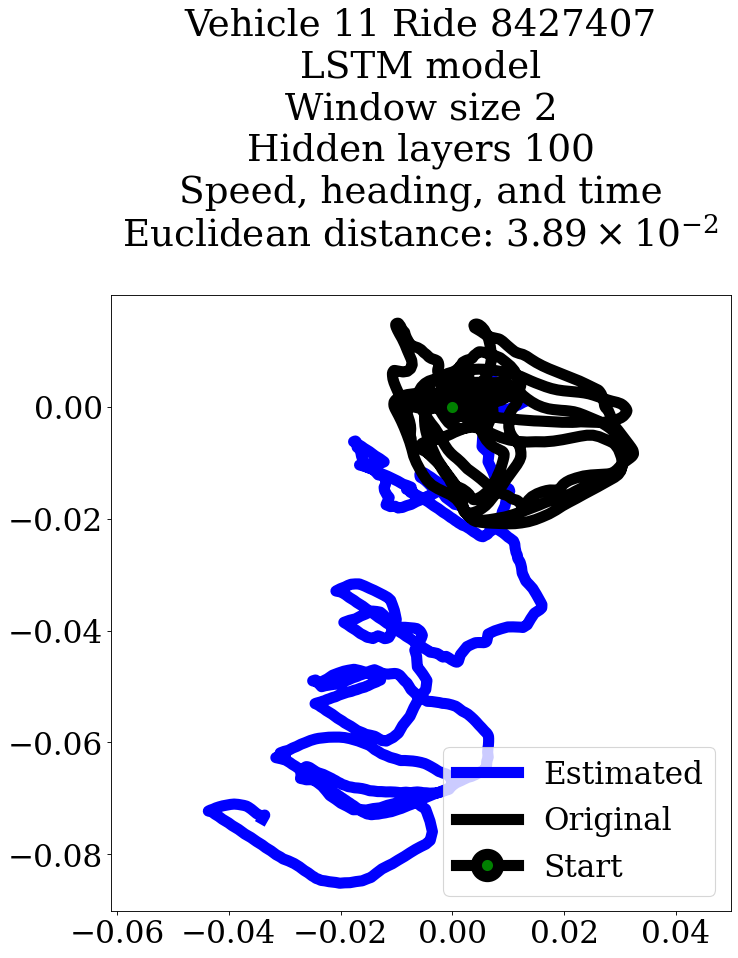 Vehicle 11 Ride 8427407
LSTM model
Window size 2
Hidden layers 100
Speed, heading, and time
Euclidean distance: 3.89 × 10⁻²
0.00
−0.02
−0.04
−0.06
−0.08
Estimated
Original
Start
−0.06 −0.04 −0.02 0.00 0.02 0.04